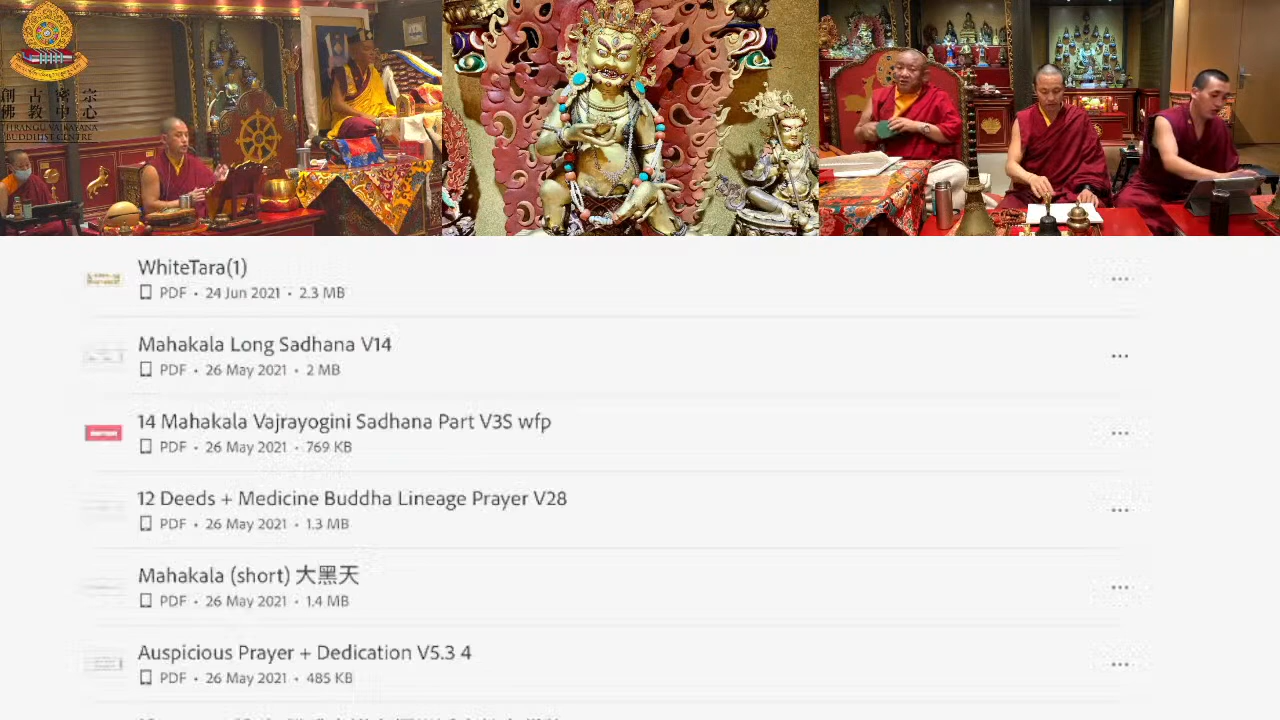 創古密宗
佛教中心
THRANGU VAJRAYANA
BUDDHIST CENTRE
WhiteTara(1)
PDF • 24 Jun 2021 • 2.3 MB
Mahakala Long Sadhana V14
PDF • 26 May 2021 • 2 MB
14 Mahakala Vajrayogini Sadhana Part V3S wfp
PDF • 26 May 2021 • 769 KB
12 Deeds + Medicine Buddha Lineage Prayer V28
PDF • 26 May 2021 • 1.3 MB
Mahakala (short) 大黑天
PDF • 26 May 2021 • 1.4 MB
Auspicious Prayer + Dedication V5.3 4
PDF • 26 May 2021 • 485 KB